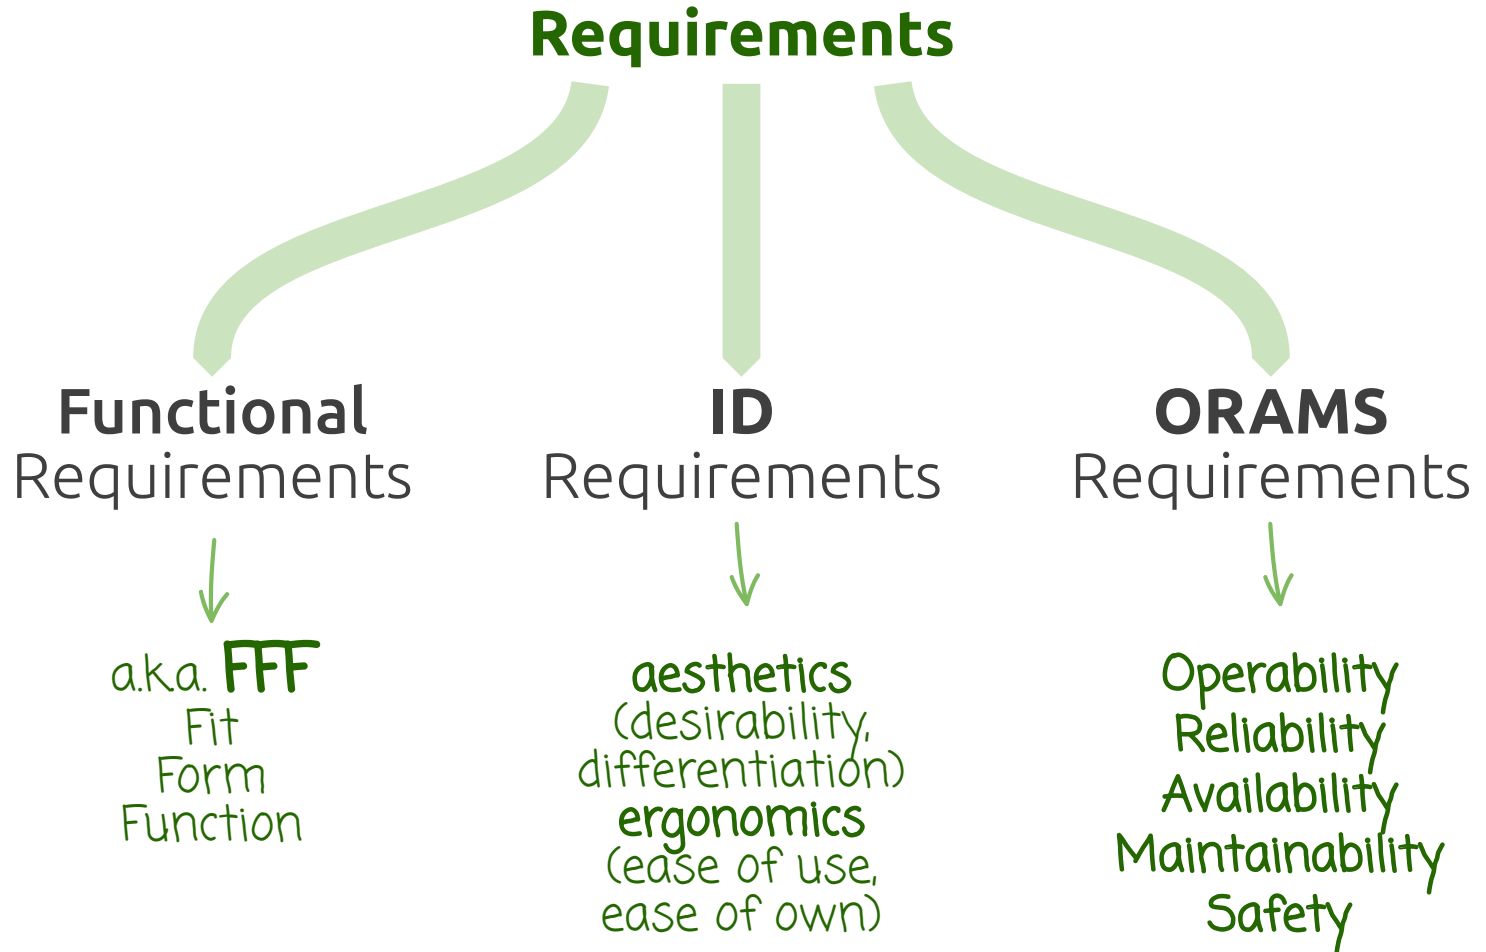 Requirements
Functional
Requirements
a.k.a. FFF
Fit
Form
Function
ID
Requirements
aesthetics
(desirability,
differentiation)
ergonomics
(ease of use,
ease of own)
ORAMS
Requirements
Operability
Reliability
Availability
Maintainability
Safety